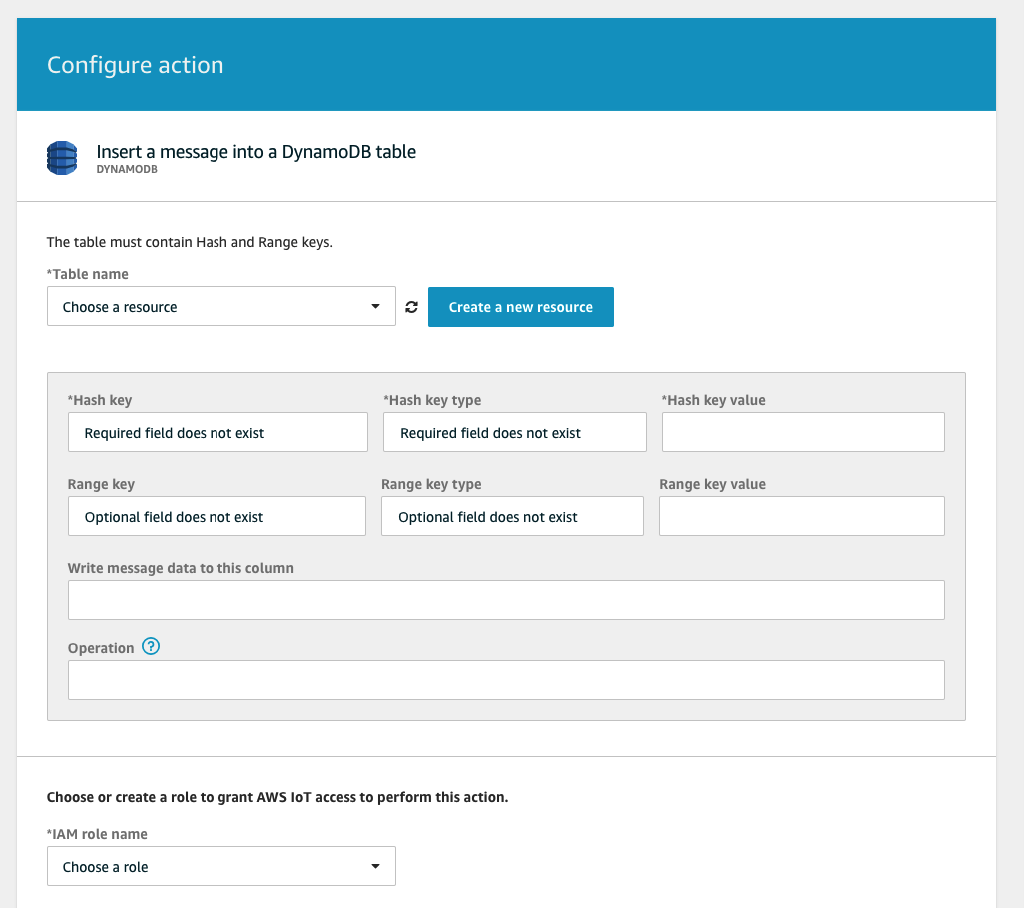 Configure action
Insert a message into a DynamoDB table
DYNAMODB
The table must contain Hash and Range keys.
*Table name
Choose a resource
Create a new resource
*Hash key
*Hash key type
*Hash key value
Required field does not exist
Required field does not exist
Range key
Range key type
Range key value
Optional field does not exist
Optional field does not exist
Write message data to this column
Operation ?
Choose or create a role to grant AWS IoT access to perform this action.
*IAM role name
Choose a role